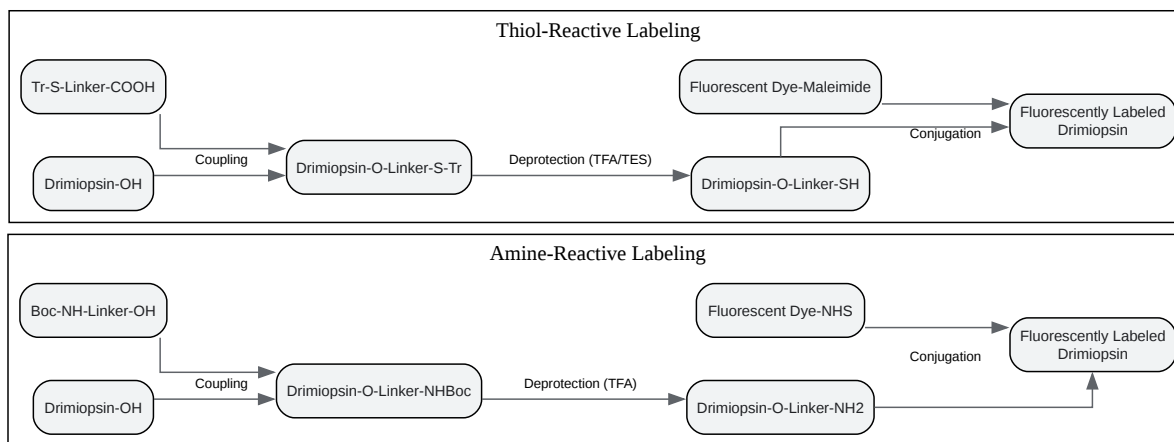 Thiol-Reactive Labeling
Tr-S-Linker-COOH
Fluorescent Dye-Maleimide
Fluorescently Labeled
Drimiopsin
Conjugation
Coupling
Deprotection (TFA/TES)
Drimiopsin-O-Linker-S-Tr
Drimiopsin-OH
Drimiopsin-O-Linker-SH
Amine-Reactive Labeling
Boc-NH-Linker-OH
Fluorescent Dye-NHS
Fluorescently Labeled
Drimiopsin
Conjugation
Coupling
Deprotection (TFA)
Drimiopsin-O-Linker-NHBoc
Drimiopsin-OH
Drimiopsin-O-Linker-NH2